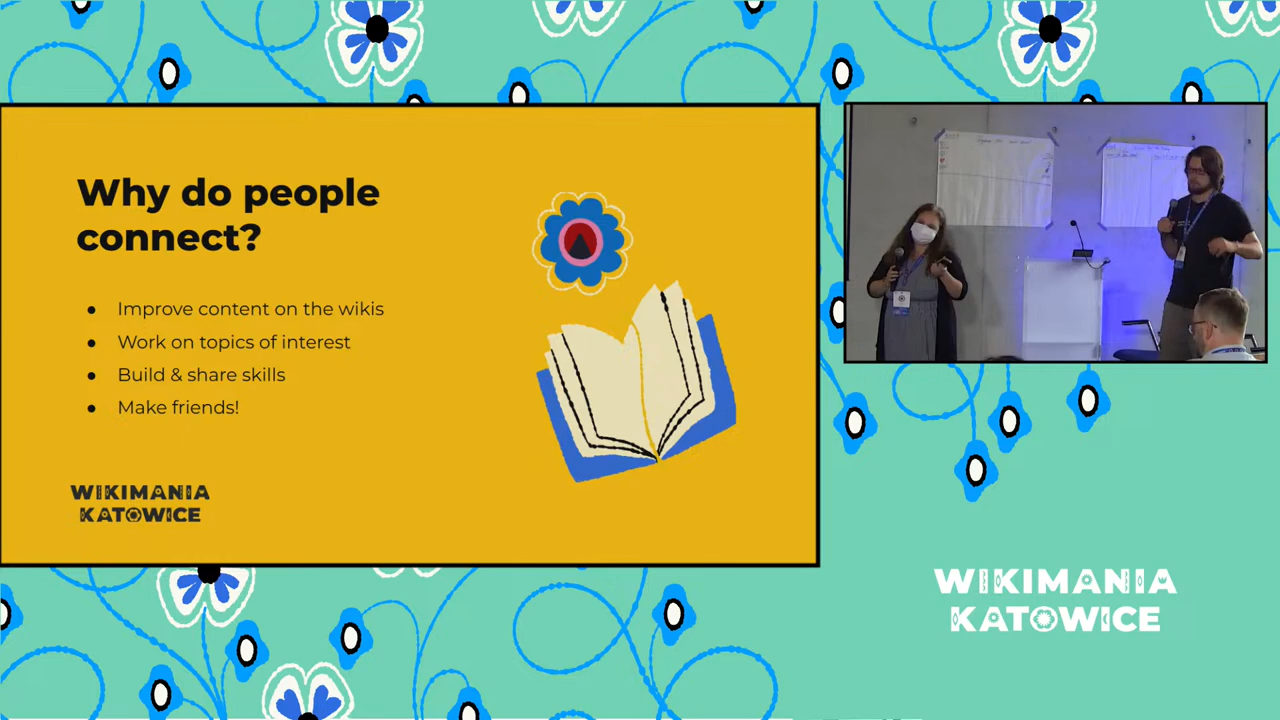 Why do people
connect?
● Improve content on the wikis
● Work on topics of interest
● Build & share skills
● Make friends!
WIKIMANIA
KATOWICE
WIKIMANIA
KATOWICE